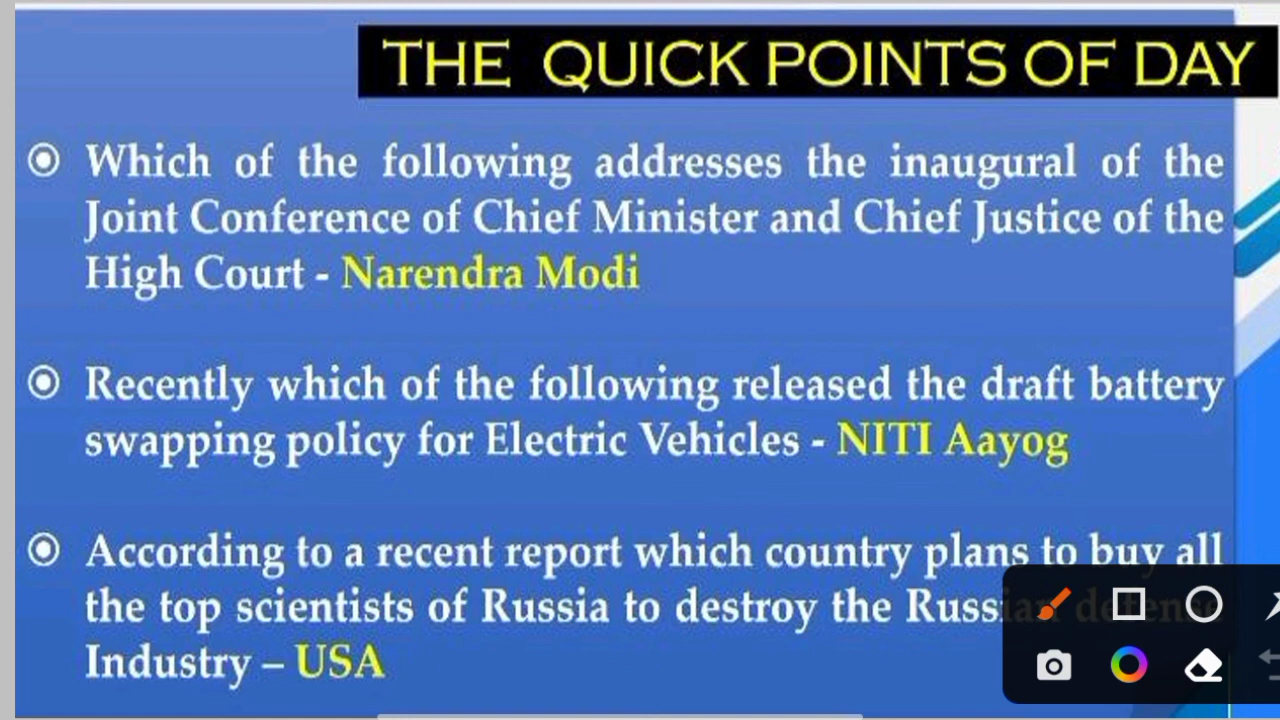 THE QUICK POINTS OF DAY
Which of the following addresses the inaugural of the
Joint Conference of Chief Minister and Chief Justice of the
High Court - Narendra Modi
Recently which of the following released the draft battery
swapping policy for Electric Vehicles - NITI Aayog
According to a recent report which country plans to buy all
the top scientists of Russia to destroy the Russian defense
Industry – USA